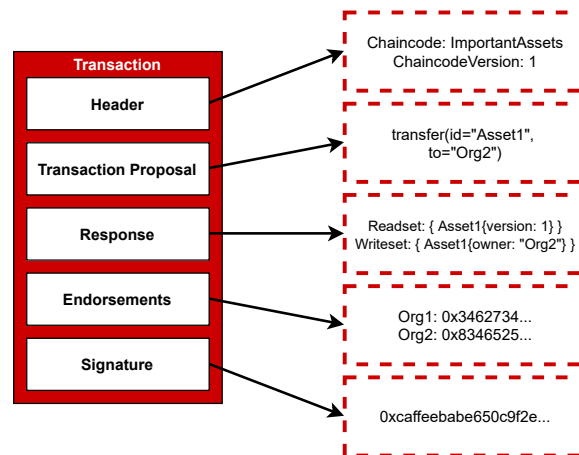 Transaction
Header
Transaction Proposal
Response
Endorsements
Signature
Chaincode: ImportantAssets
ChaincodeVersion: 1
transfer(id="Asset1",
to="Org2")
Readset: { Asset1{version: 1} }
Writeset: { Asset1{owner: "Org2"} }
Org1: 0x3462734...
Org2: 0x8346525...
0xcaffeebabe650c9f2e...